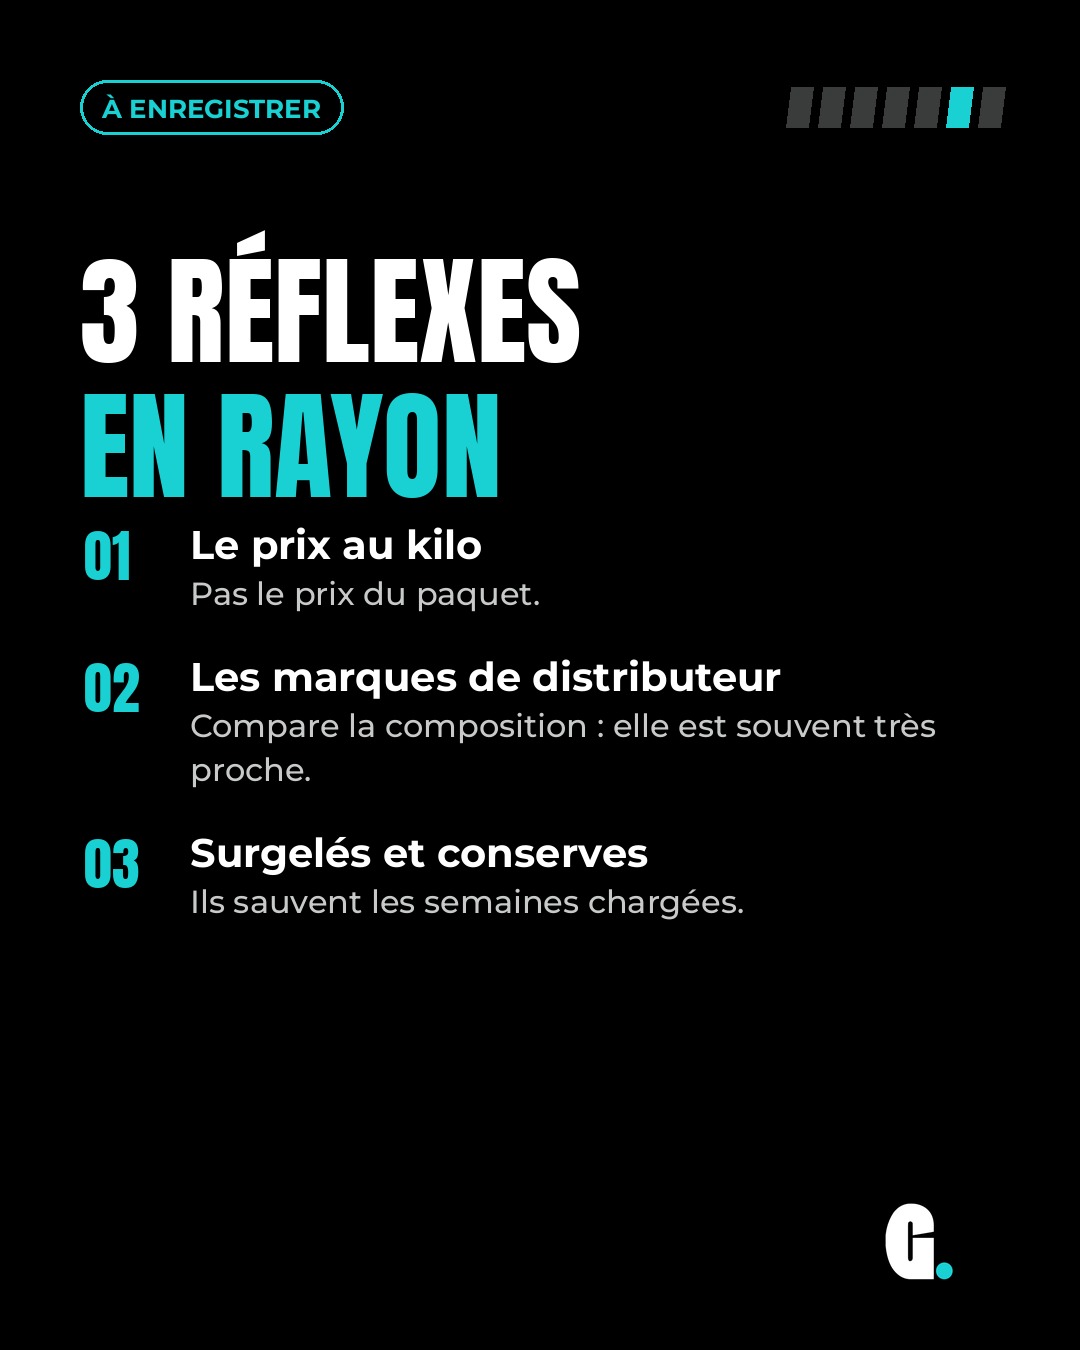 À ENREGISTRER
3 RÉFLEXES
EN RAYON
01 Le prix au kilo
Pas le prix du paquet.
02 Les marques de distributeur
Compare la composition : elle est souvent très
proche.
03 Surgelés et conserves
Ils sauvent les semaines chargées.
G.